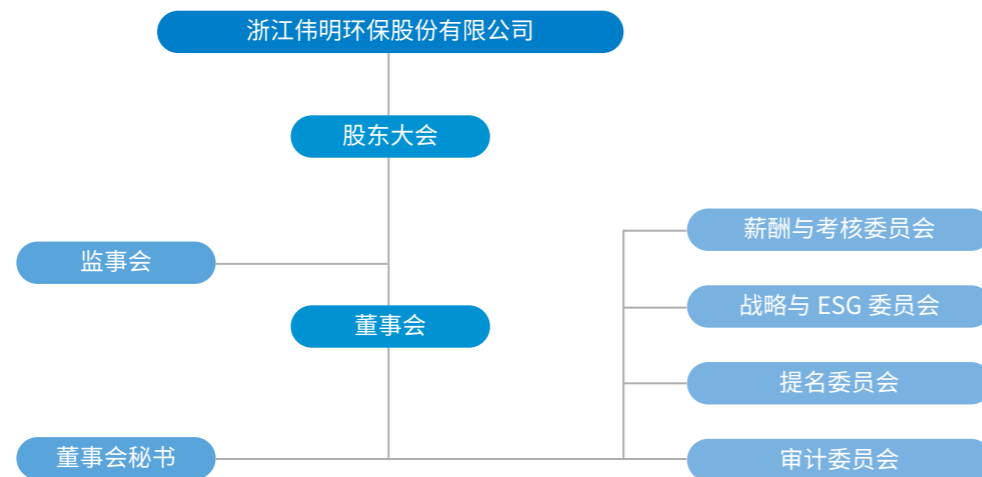 浙江伟明环保股份有限公司
股东大会
薪酬与考核委员会
监事会
战略与 ESG 委员会
董事会
提名委员会
董事会秘书
审计委员会